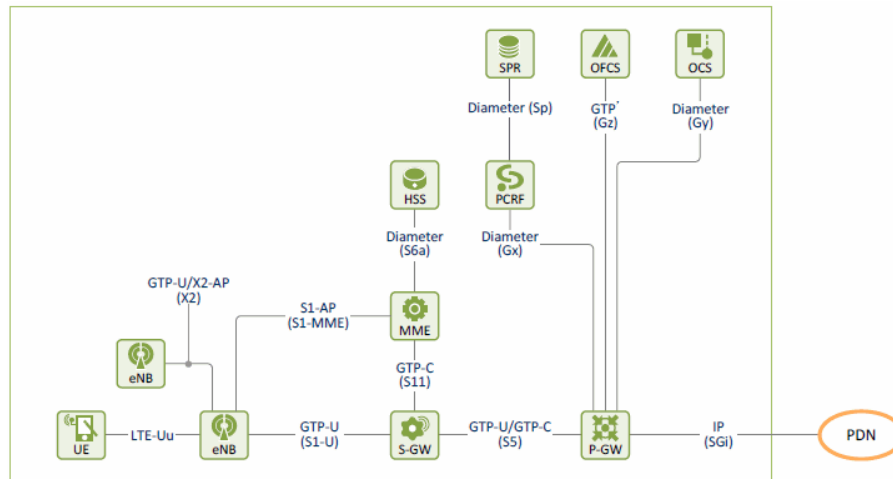 SPR
OFCS
OCS
Diameter (Sp)
GTP'
(Gz)
Diameter
(Gy)
HSS
PCRF
Diameter
(S6a)
Diameter
(Gx)
GTP-U/X2-AP
(X2)
S1-AP
(S1-MME)
MME
eNB
GTP-C
(S11)
UE
LTE-Uu
eNB
GTP-U
(S1-U)
S-GW
GTP-U/GTP-C
(S5)
P-GW
IP
(SGi)
PDN